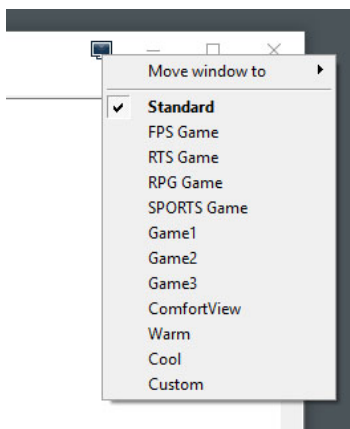 Move window to
Standard
FPS Game
RTS Game
RPG Game
SPORTS Game
Game1
Game2
Game3
ComfortView
Warm
Cool
Custom